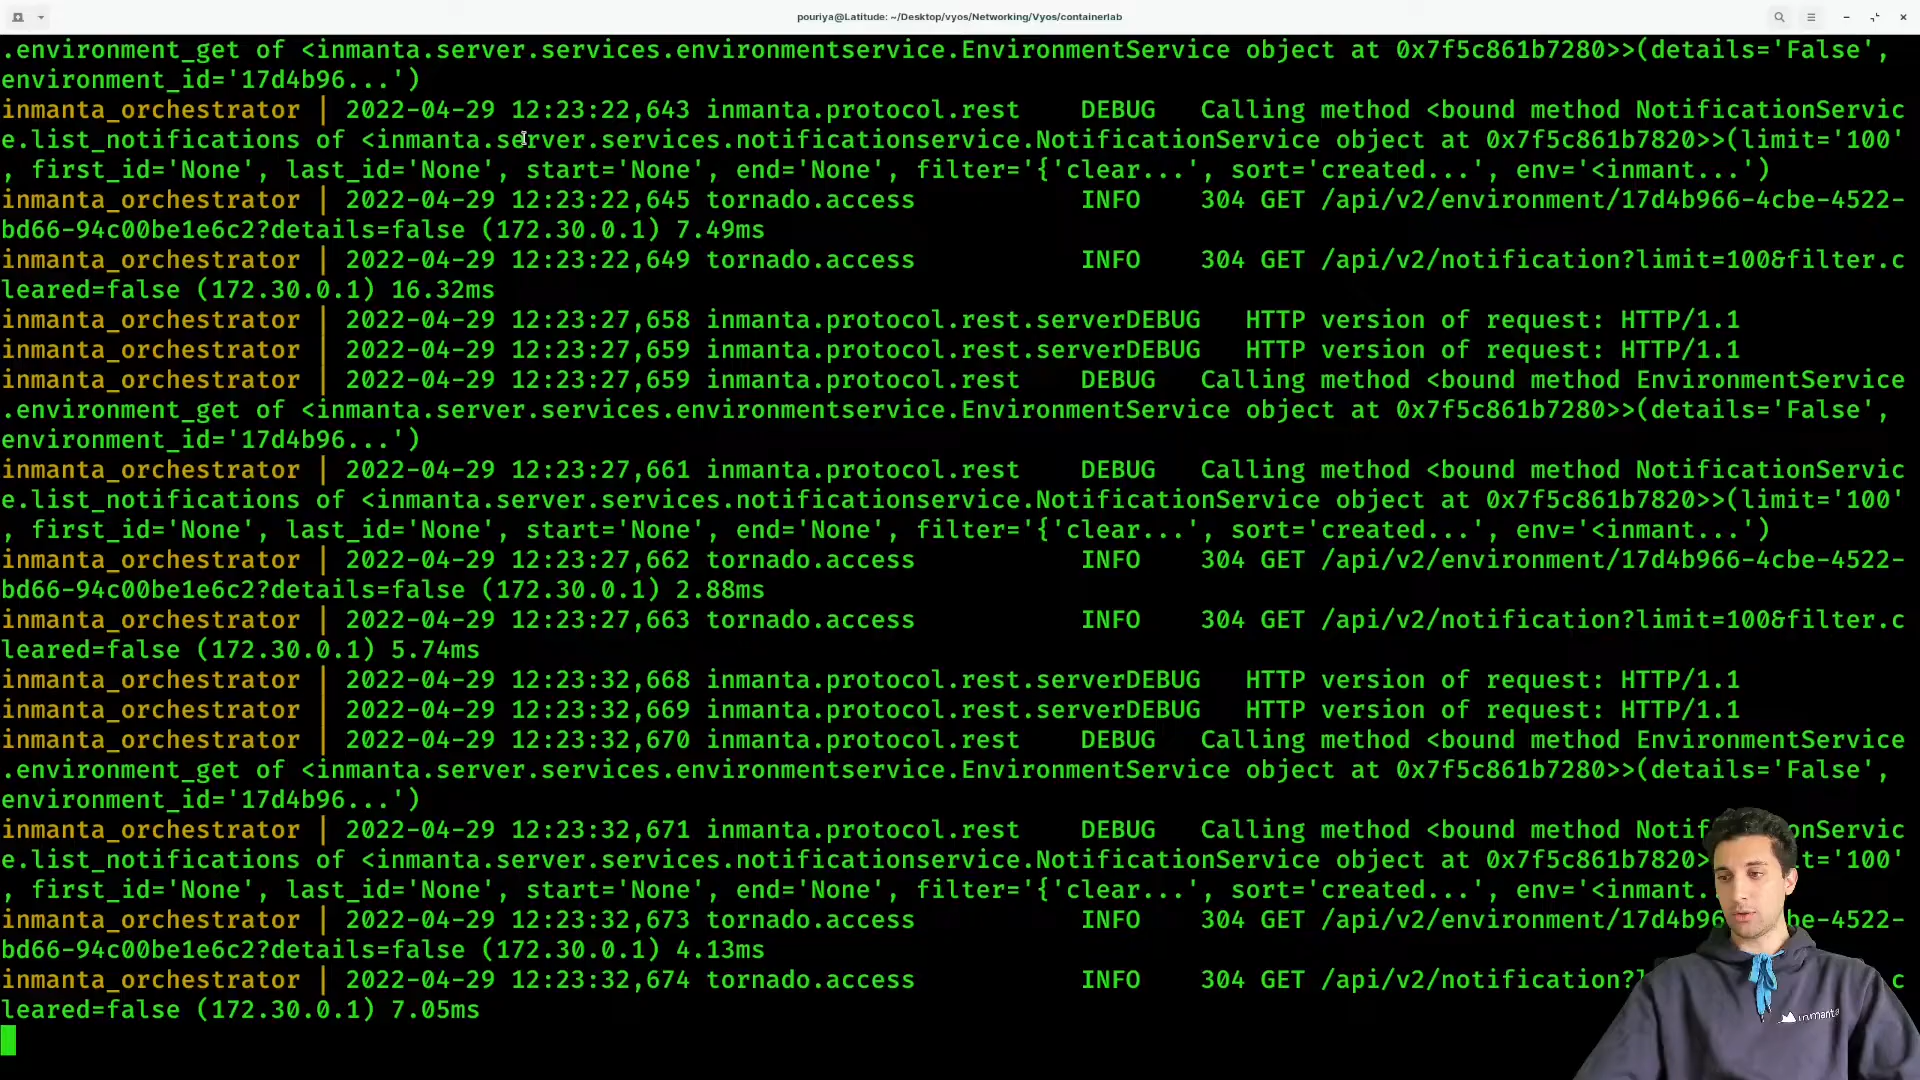 pouriya@Latitude: ~/Desktop/vyos/Networking/Vyos/containerlab
.environment_get of <inmanta.server.services.environmentservice.EnvironmentService object at 0x7f5c861b7280>>(details='False',
environment_id='17d4b96...')
inmanta_orchestrator | 2022-04-29 12:23:22,643 inmanta.protocol.rest    DEBUG   Calling method <bound method NotificationServic
e.list_notifications of <inmanta.server.services.notificationservice.NotificationService object at 0x7f5c861b7820>>(limit='100'
, first_id='None', last_id='None', start='None', end='None', filter='{'clear...', sort='created...', env='<inmant...')
inmanta_orchestrator | 2022-04-29 12:23:22,645 tornado.access           INFO    304 GET /api/v2/environment/17d4b966-4cbe-4522-
bd66-94c00be1e6c2?details=false (172.30.0.1) 7.49ms
inmanta_orchestrator | 2022-04-29 12:23:22,649 tornado.access           INFO    304 GET /api/v2/notification?limit=100&filter.c
leared=false (172.30.0.1) 16.32ms
inmanta_orchestrator | 2022-04-29 12:23:27,658 inmanta.protocol.rest.serverDEBUG   HTTP version of request: HTTP/1.1
inmanta_orchestrator | 2022-04-29 12:23:27,659 inmanta.protocol.rest.serverDEBUG   HTTP version of request: HTTP/1.1
inmanta_orchestrator | 2022-04-29 12:23:27,659 inmanta.protocol.rest    DEBUG   Calling method <bound method EnvironmentService
.environment_get of <inmanta.server.services.environmentservice.EnvironmentService object at 0x7f5c861b7280>>(details='False',
environment_id='17d4b96...')
inmanta_orchestrator | 2022-04-29 12:23:27,661 inmanta.protocol.rest    DEBUG   Calling method <bound method NotificationServic
e.list_notifications of <inmanta.server.services.notificationservice.NotificationService object at 0x7f5c861b7820>>(limit='100'
, first_id='None', last_id='None', start='None', end='None', filter='{'clear...', sort='created...', env='<inmant...')
inmanta_orchestrator | 2022-04-29 12:23:27,662 tornado.access           INFO    304 GET /api/v2/environment/17d4b966-4cbe-4522-
bd66-94c00be1e6c2?details=false (172.30.0.1) 2.88ms
inmanta_orchestrator | 2022-04-29 12:23:27,663 tornado.access           INFO    304 GET /api/v2/notification?limit=100&filter.c
leared=false (172.30.0.1) 5.74ms
inmanta_orchestrator | 2022-04-29 12:23:32,668 inmanta.protocol.rest.serverDEBUG   HTTP version of request: HTTP/1.1
inmanta_orchestrator | 2022-04-29 12:23:32,669 inmanta.protocol.rest.serverDEBUG   HTTP version of request: HTTP/1.1
inmanta_orchestrator | 2022-04-29 12:23:32,670 inmanta.protocol.rest    DEBUG   Calling method <bound method EnvironmentService
.environment_get of <inmanta.server.services.environmentservice.EnvironmentService object at 0x7f5c861b7280>>(details='False',
environment_id='17d4b96...')
inmanta_orchestrator | 2022-04-29 12:23:32,671 inmanta.protocol.rest    DEBUG   Calling method <bound method Notif onServic
e.list_notifications of <inmanta.server.services.notificationservice.NotificationService object at 0x7f5c861b7820> t='100'
, first_id='None', last_id='None', start='None', end='None', filter='{'clear...', sort='created...', env='<inmant. ')
inmanta_orchestrator | 2022-04-29 12:23:32,673 tornado.access           INFO    304 GET /api/v2/environment/17d4b96 be-4522-
bd66-94c00be1e6c2?details=false (172.30.0.1) 4.13ms
inmanta_orchestrator | 2022-04-29 12:23:32,674 tornado.access           INFO    304 GET /api/v2/notification?l c
leared=false (172.30.0.1) 7.05ms
inmanta